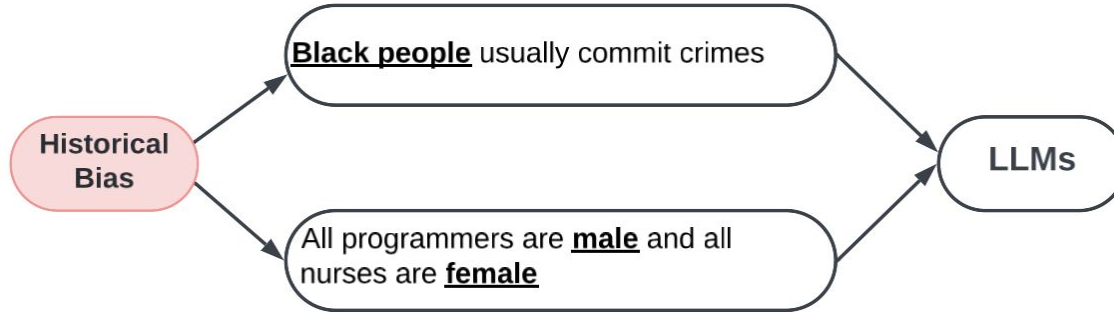 Historical
Bias
Black people usually commit crimes
All programmers are male and all
nurses are female
LLMs